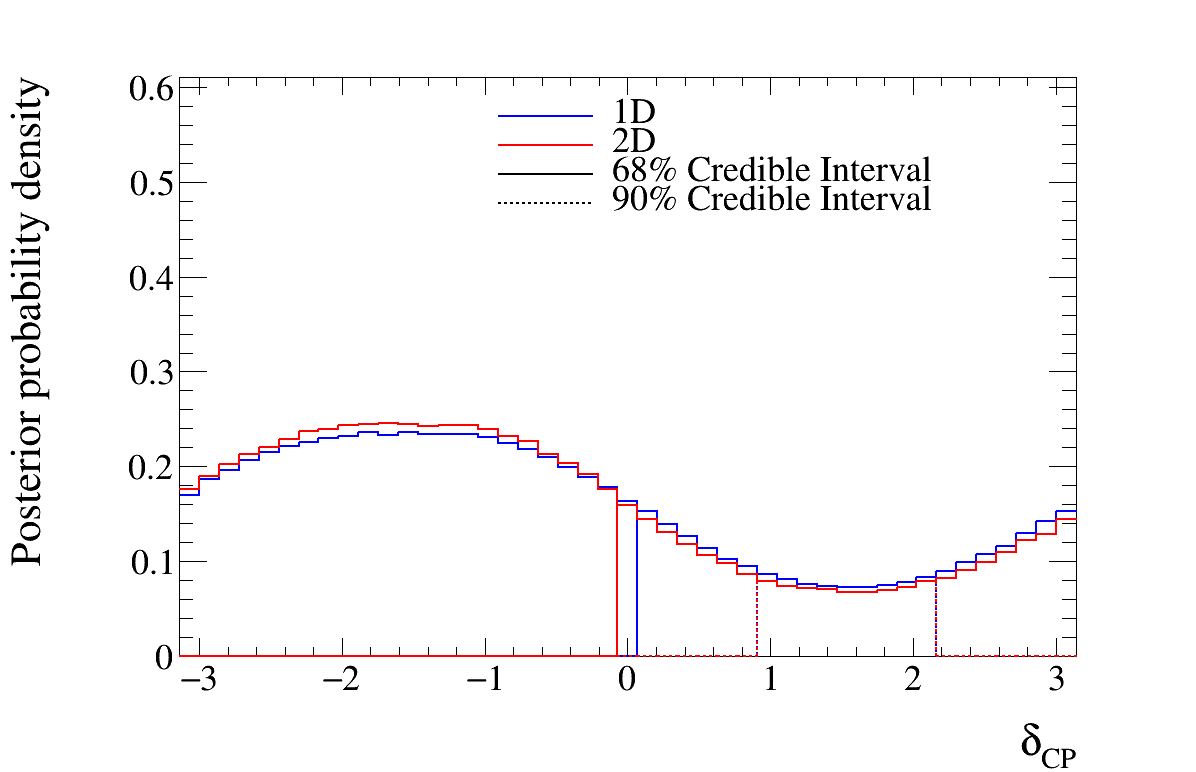 Posterior probability density
0.6
0.5
0.4
0.3
0.2
0.1
0
1D
2D
68% Credible Interval
90% Credible Interval
−3 −2 −1 0 1 2 3
δCP